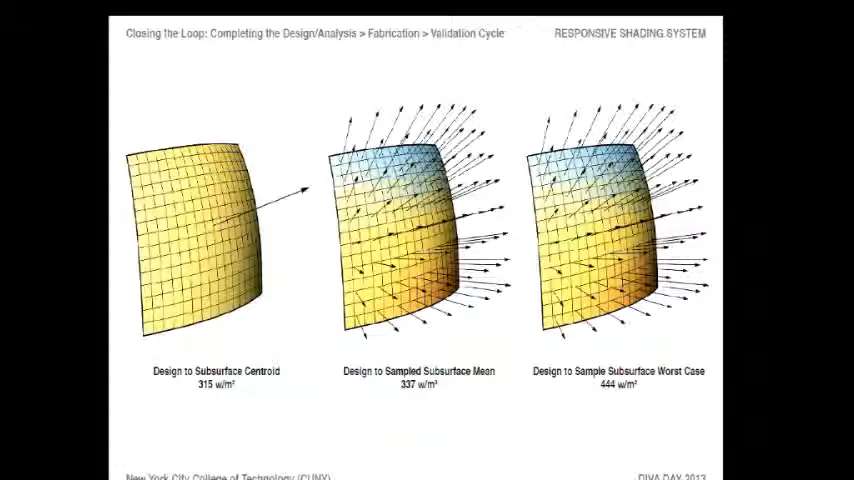 Closing the Loop: Completing the Design/Analysis > Fabrication > Validation Cycle
RESPONSIVE SHADING SYSTEM
Design to Subsurface Centroid
315 w/m²
Design to Sampled Subsurface Mean
337 w/m²
Design to Sample Subsurface Worst Case
444 w/m²
New York City College of Technology (CUNY)
DIVA DAY 2013